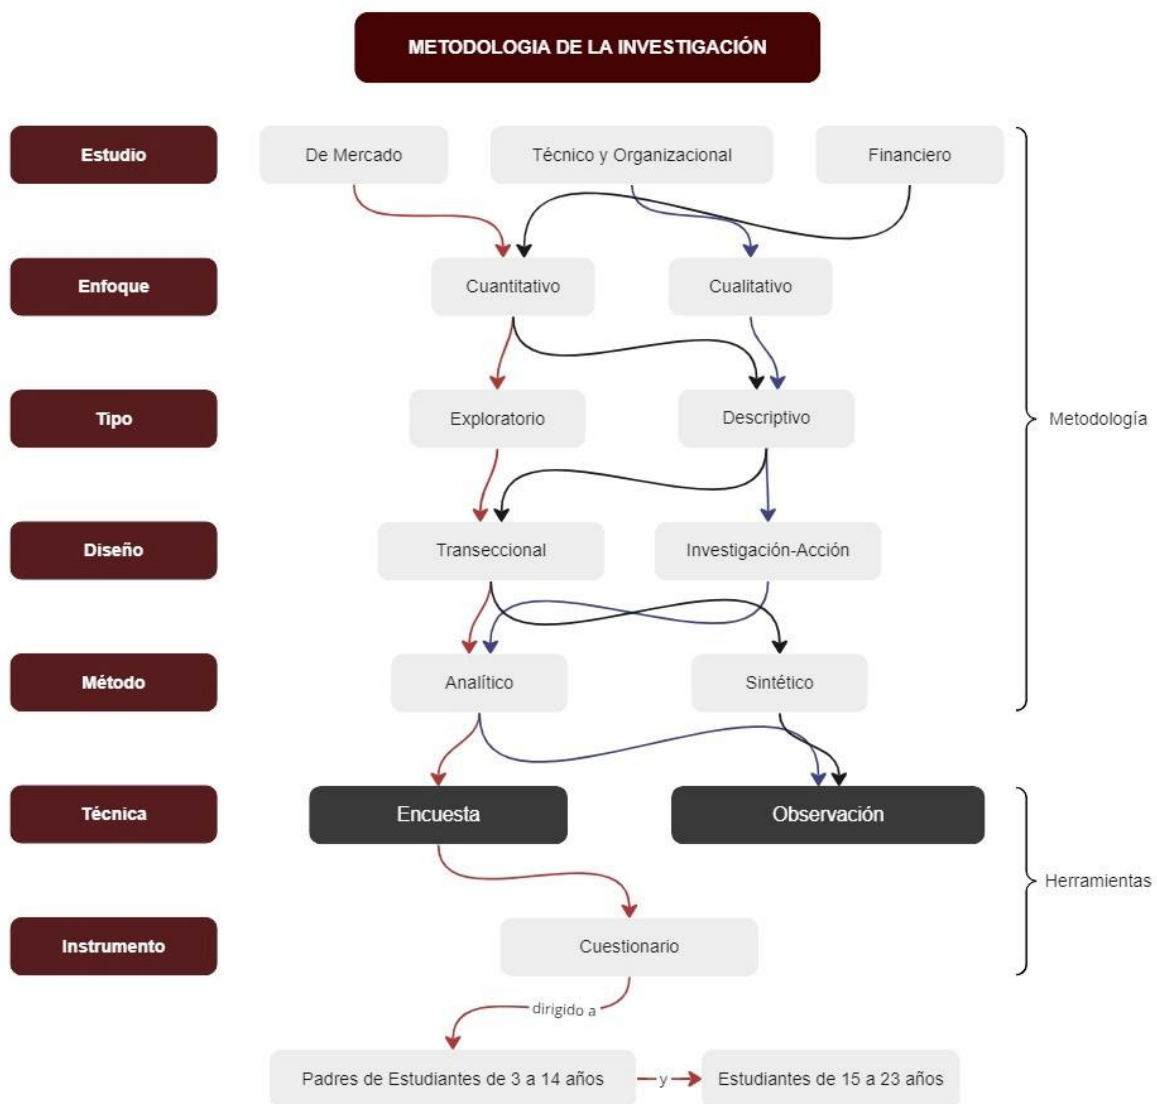 METODOLOGIA DE LA INVESTIGACIÓN
Estudio
De Mercado
Técnico y Organizacional
Financiero
Enfoque
Cuantitativo
Cualitativo
Tipo
Exploratorio
Descriptivo
Metodología
Diseño
Transeccional
Investigación-Acción
Método
Analítico
Sintético
Técnica
Encuesta
Observación
Herramientas
Instrumento
Cuestionario
dirigido a
Padres de Estudiantes de 3 a 14 años
y
Estudiantes de 15 a 23 años